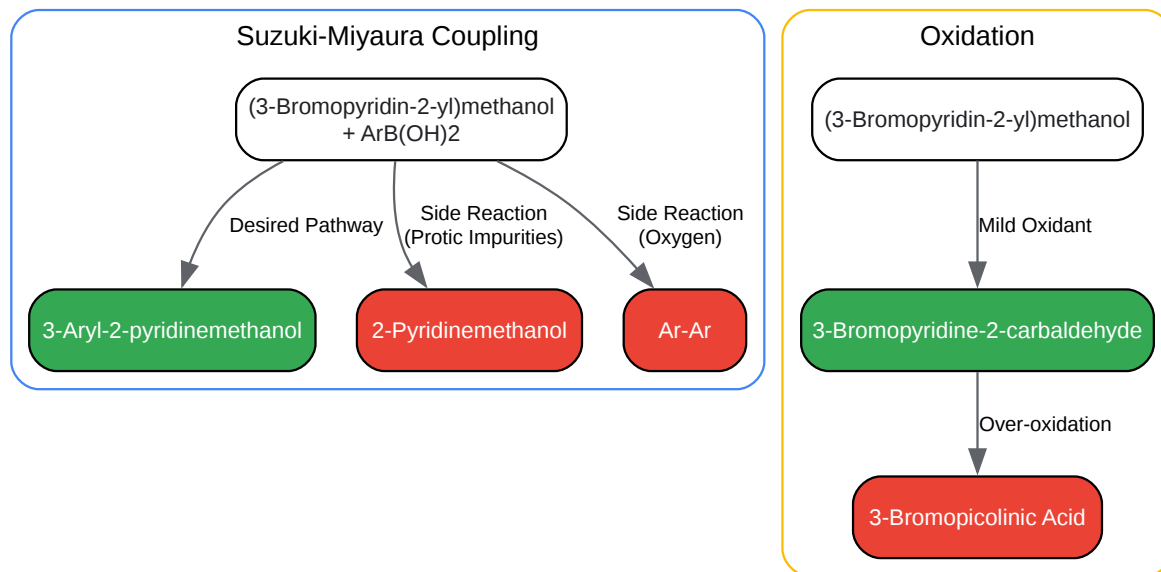 Suzuki-Miyaura Coupling
(3-Bromopyridin-2-yl)methanol
+ ArB(OH)2
Desired Pathway
Side Reaction
(Protic Impurities)
Side Reaction
(Oxygen)
3-Aryl-2-pyridinemethanol
2-Pyridinemethanol
Ar-Ar
Oxidation
(3-Bromopyridin-2-yl)methanol
Mild Oxidant
3-Bromopyridine-2-carbaldehyde
Over-oxidation
3-Bromopicolinic Acid